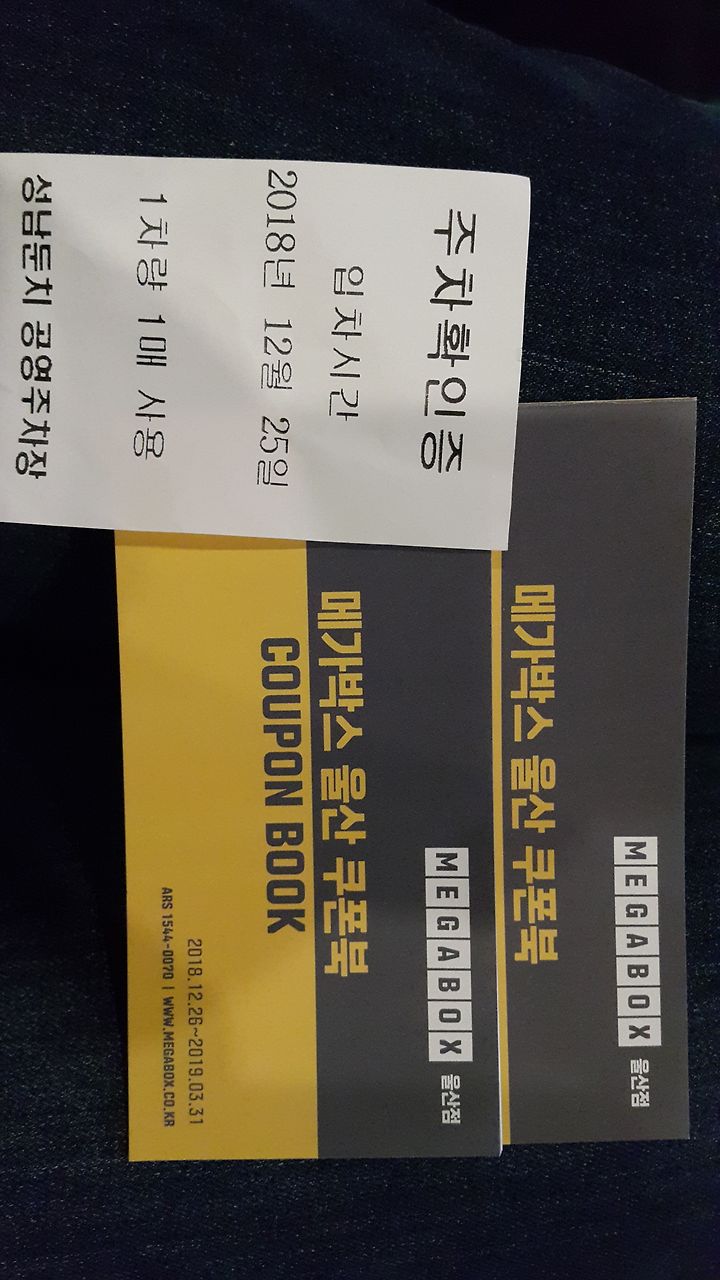 주차확인증
입차시간
2018년 12월 25일
1차량 1매 사용
성남둔치 공영주차장
MEGABOX 울산점
메가박스 울산 쿠폰북
MEGABOX 울산점
메가박스 울산 쿠폰북
COUPON BOOK
2018.12.26~2019.03.31
ARS 1544-0070 | WWW.MEGABOX.CO.KR